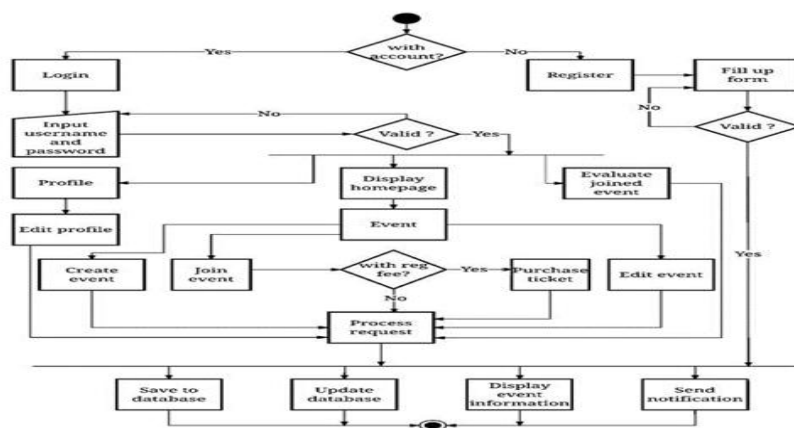 with
account?
Yes
No
Login
Register
Fill up
form
Input
username
and
password
No
Valid ?
Yes
No
Valid ?
Profile
Display
homepage
Evaluate
joined
event
Edit profile
Event
Yes
Create
event
Join
event
with reg
fee?
Yes
Purchase
ticket
Edit event
No
Process
request
Save to
database
Update
database
Display
event
information
Send
notification